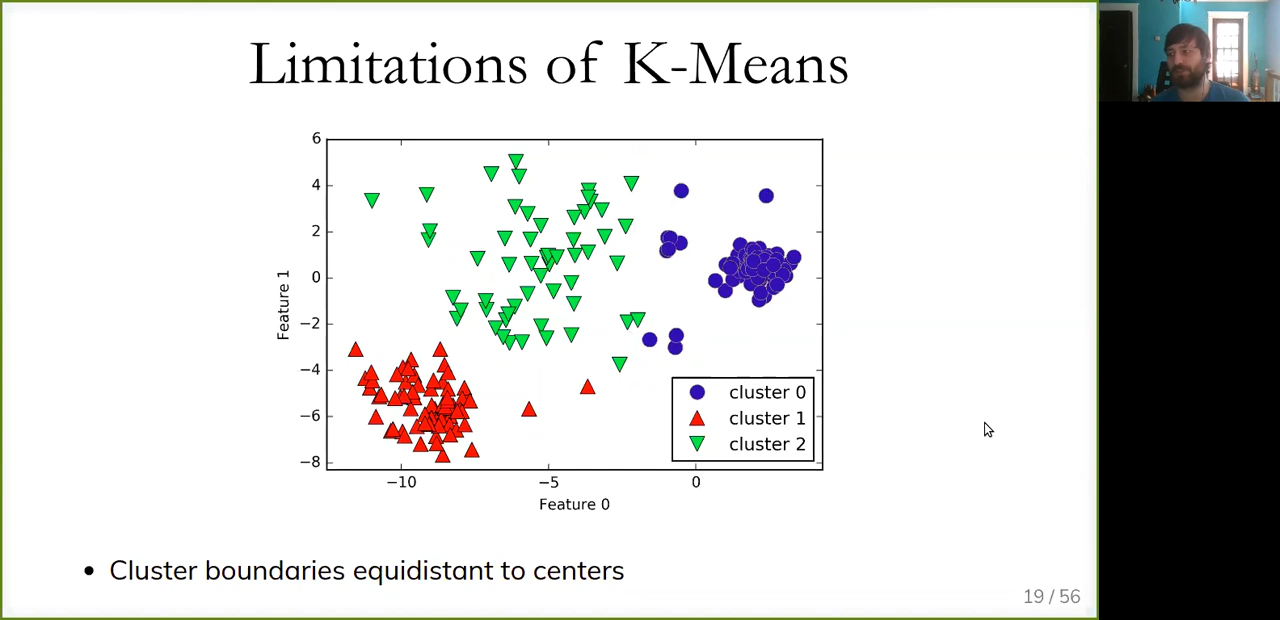 Limitations of K-Means
6
4
2
0
−2
−4
−6
−8
Feature 1
−10
−5
0
Feature 0
cluster 0
cluster 1
cluster 2
• Cluster boundaries equidistant to centers
19 / 56